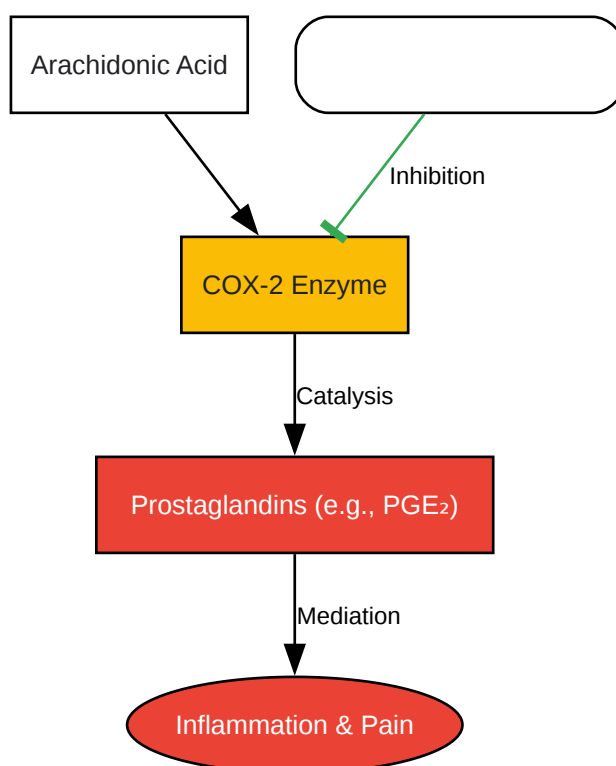 Arachidonic Acid
Inhibition
COX-2 Enzyme
Catalysis
Prostaglandins (e.g., PGE₂)
Mediation
Inflammation & Pain